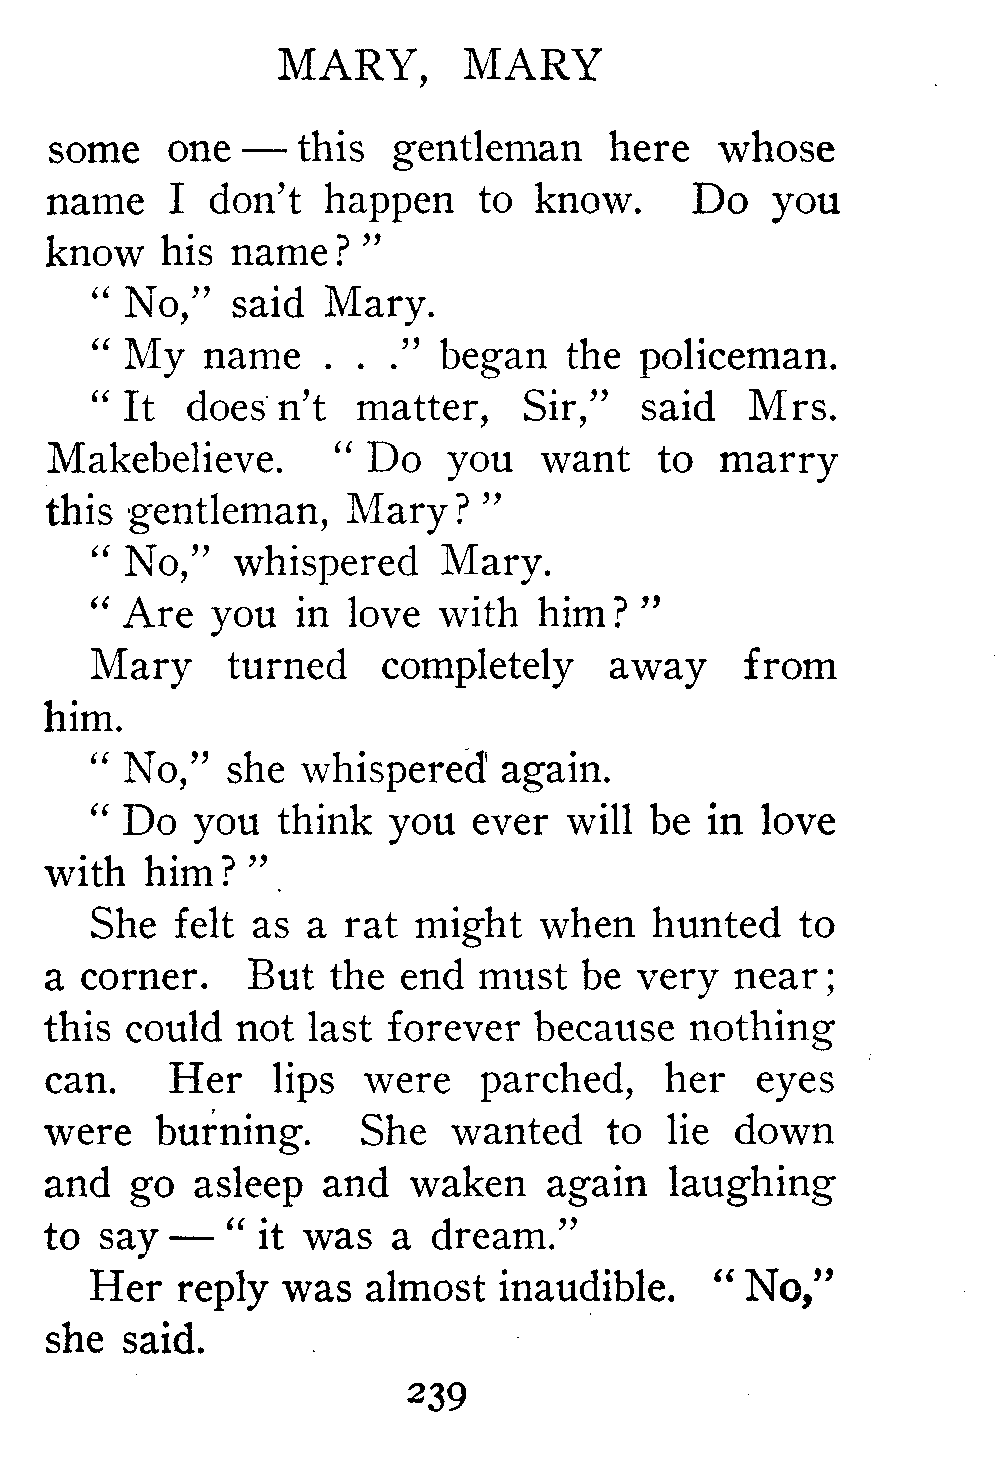 MARY, MARY
some one — this gentleman here whose
name I don't happen to know. Do you
know his name? ”
“ No,” said Mary.
“ My name . . .” began the policeman.
“ It does n't matter, Sir,” said Mrs.
Makebelieve. “ Do you want to marry
this gentleman, Mary? ”
“ No,” whispered Mary.
“ Are you in love with him? ”
Mary turned completely away from
him.
“ No,” she whispered again.
“ Do you think you ever will be in love
with him? ”
She felt as a rat might when hunted to
a corner. But the end must be very near;
this could not last forever because nothing
can. Her lips were parched, her eyes
were burning. She wanted to lie down
and go asleep and waken again laughing
to say — “ it was a dream.”
Her reply was almost inaudible. “ No,”
she said.
239